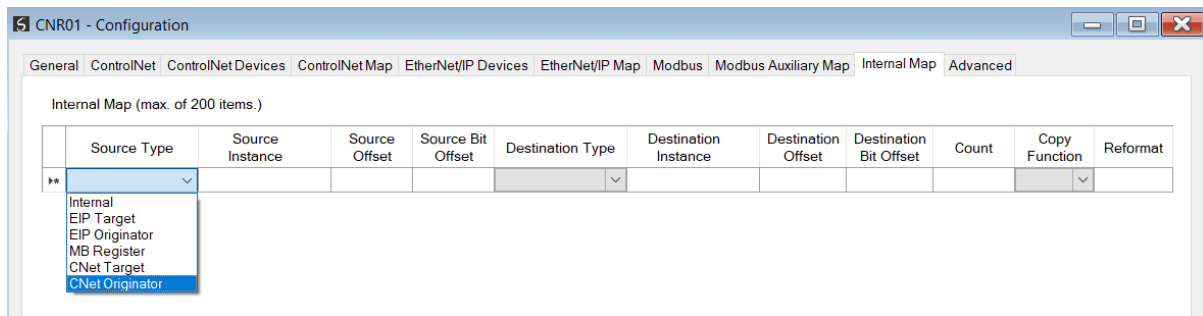 CNR01 - Configuration
General ControlNet ControlNet Devices ControlNet Map EtherNet/IP Devices EtherNet/IP Map Modbus Modbus Auxiliary Map Internal Map Advanced
Internal Map (max. of 200 items.)
Source Type Source Instance Source Offset Source Bit Offset Destination Type Destination Instance Destination Offset Destination Bit Offset Count Copy Function Reformat
Internal
EIP Target
EIP Originator
MB Register
CNet Target
CNet Originator